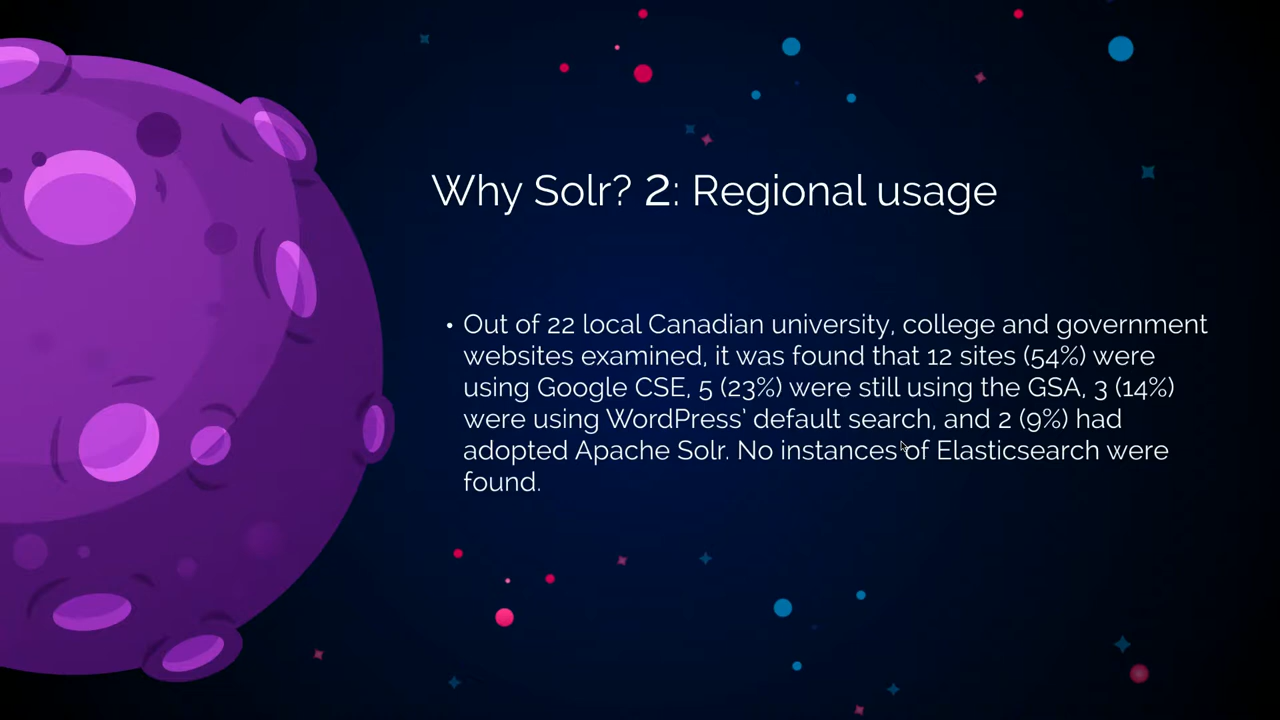 Why Solr? 2: Regional usage
• Out of 22 local Canadian university, college and government
websites examined, it was found that 12 sites (54%) were
using Google CSE, 5 (23%) were still using the GSA, 3 (14%)
were using WordPress’ default search, and 2 (9%) had
adopted Apache Solr. No instances of Elasticsearch were
found.